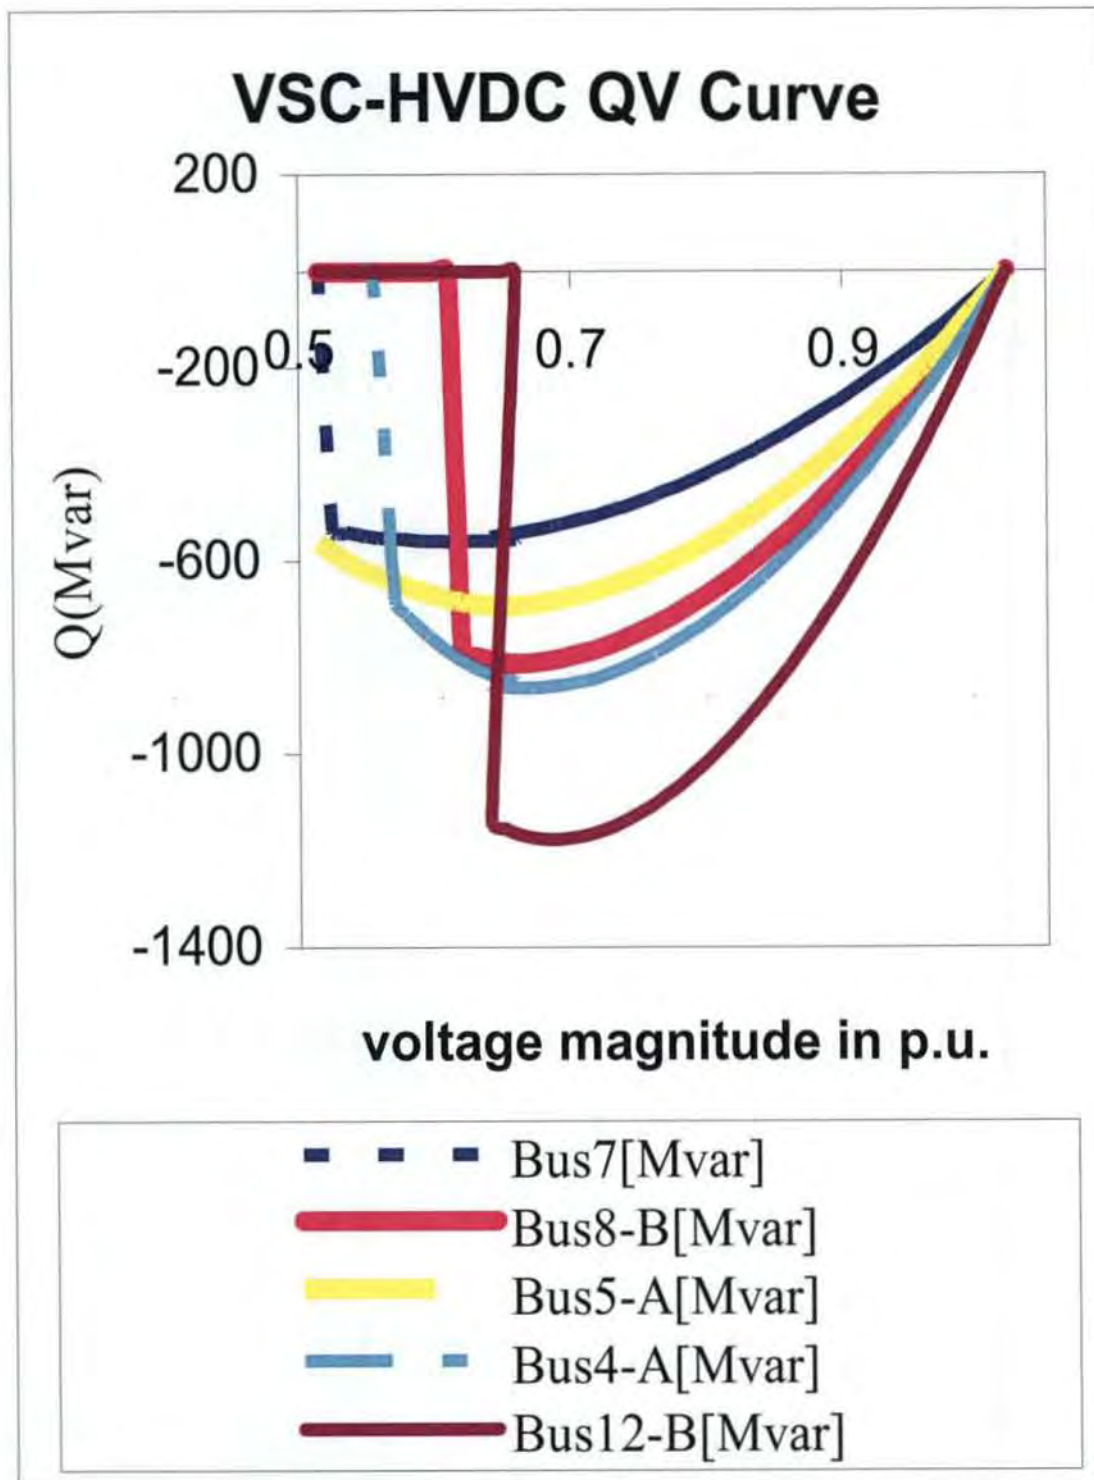 VSC-HVDC QV Curve
200
-200
0.5
0.7
0.9
-600
-1000
-1400
Q(Mvar)
voltage magnitude in p.u.
Bus7[Mvar]
Bus8-B[Mvar]
Bus5-A[Mvar]
Bus4-A[Mvar]
Bus12-B[Mvar]